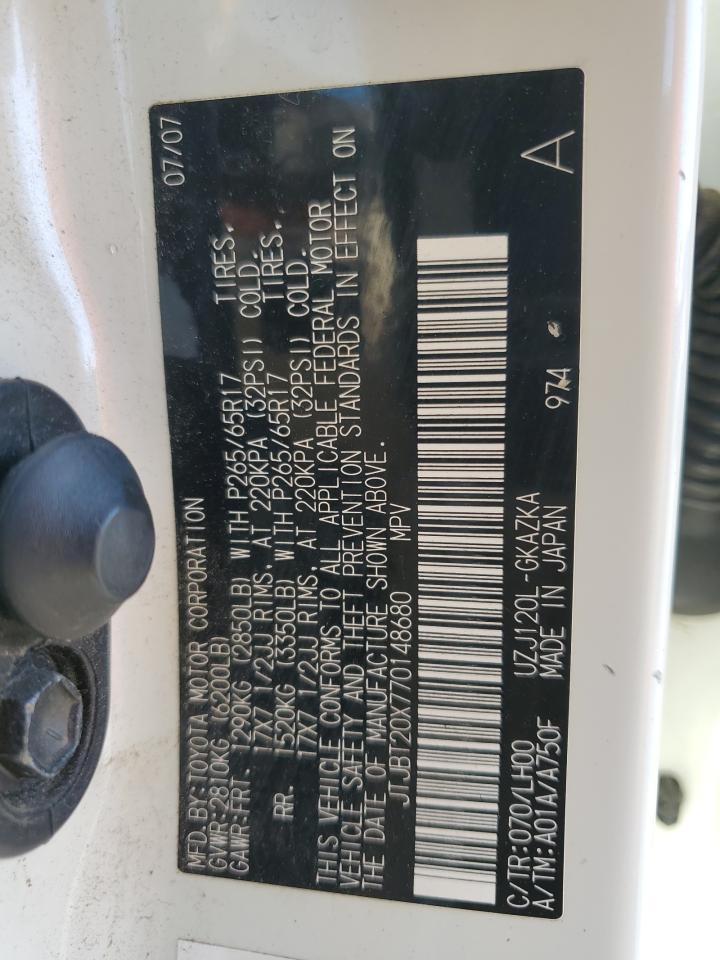 MFD. BY:TOYOTA MOTOR CORPORATION 07/07
GVWR:2810KG (6200LB)
GAWR:FRT. 1290KG (2850LB) WITH P265/65R17 TIRES,
17X7 1/2JJ RIMS, AT 220KPA (32PSI) COLD.
RR. 1520KG (3350LB) WITH P265/65R17 TIRES,
17X7 1/2JJ RIMS, AT 220KPA (32PSI) COLD.
THIS VEHICLE CONFORMS TO ALL APPLICABLE FEDERAL MOTOR
VEHICLE SAFETY AND THEFT PREVENTION STANDARDS IN EFFECT ON
THE DATE OF MANUFACTURE SHOWN ABOVE.
JTJBT20X770148680 MPV
C/TR:070/LH00 UZJ120L-GKAZKA 974 A
A/TM:A01A/A750F MADE IN JAPAN